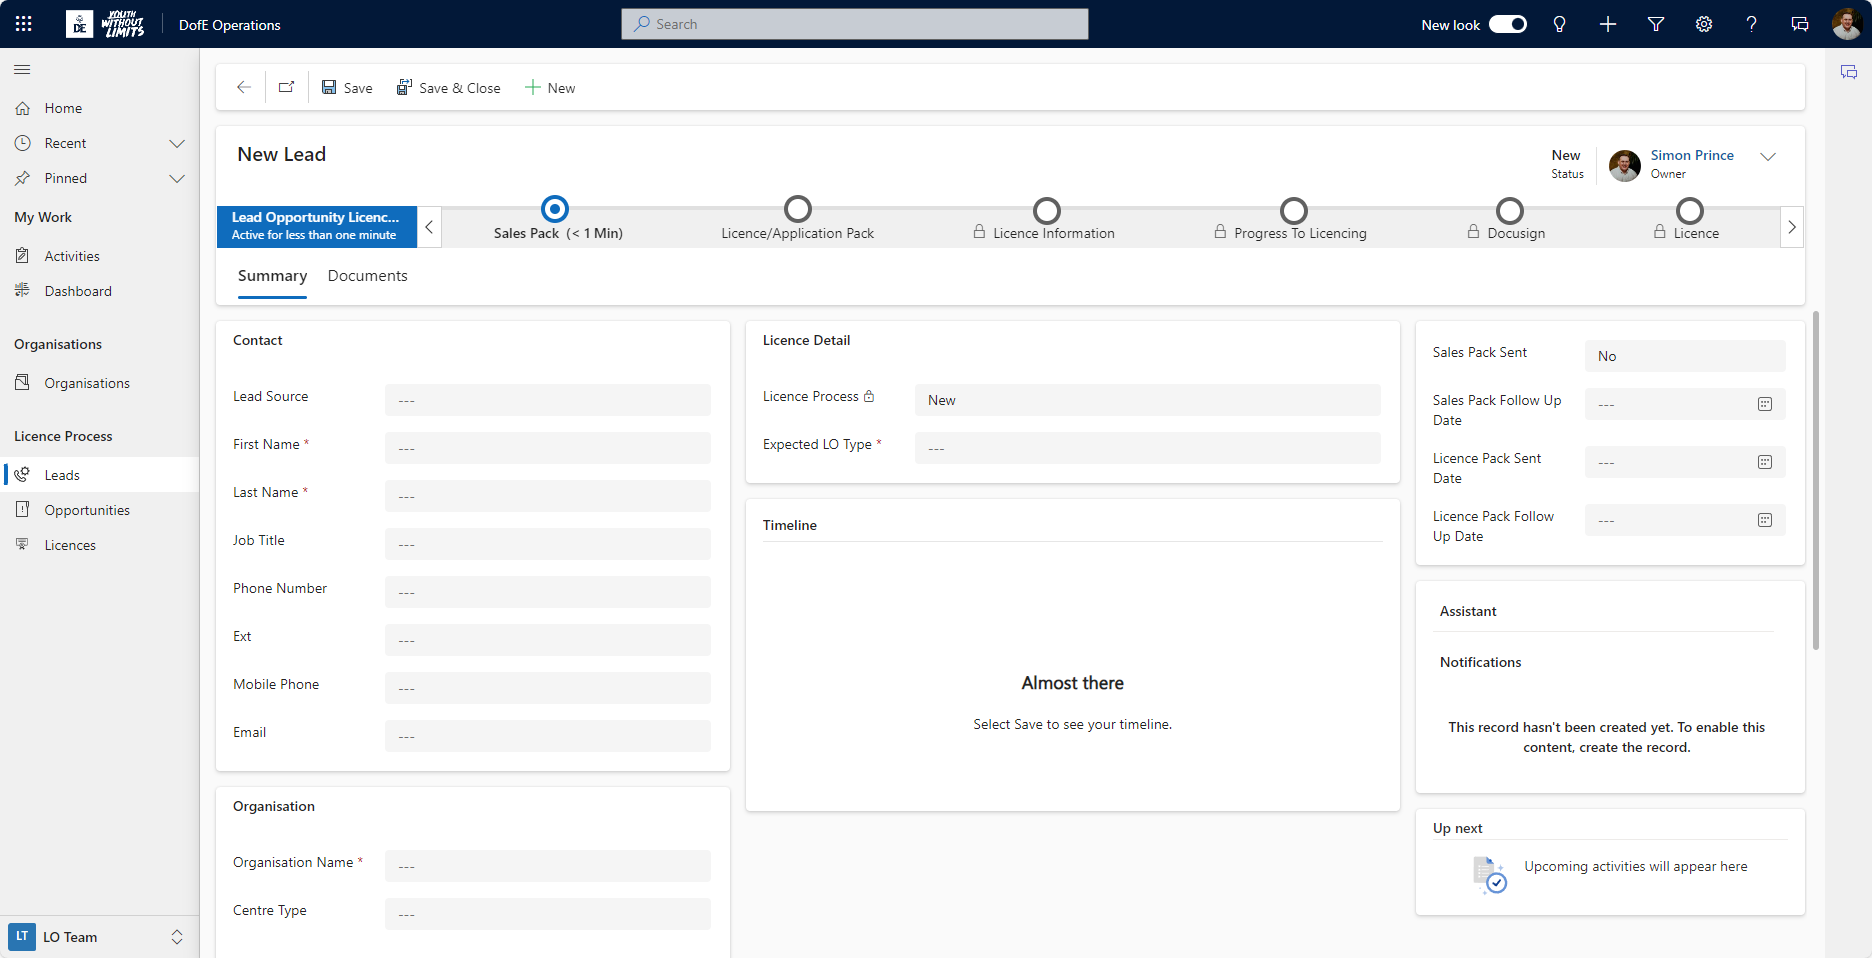 DofE
YOUTH
WITHOUT
LIMITS
DofE Operations
Search
New look
Home
Recent
Pinned
My Work
Activities
Dashboard
Organisations
Organisations
Licence Process
Leads
Opportunities
Licences
LT LO Team
Save
Save & Close
New
New Lead
New
Status
Simon Prince
Owner
Lead Opportunity Licenc...
Active for less than one minute
Sales Pack (< 1 Min)
Licence/Application Pack
Licence Information
Progress To Licencing
Docusign
Licence
Summary
Documents
Contact
Lead Source ---
First Name * ---
Last Name * ---
Job Title ---
Phone Number ---
Ext ---
Mobile Phone ---
Email ---
Organisation
Organisation Name * ---
Centre Type ---
Licence Detail
Licence Process New
Expected LO Type * ---
Timeline
Almost there
Select Save to see your timeline.
Sales Pack Sent No
Sales Pack Follow Up
Date
---
Licence Pack Sent
Date
---
Licence Pack Follow
Up Date
---
Assistant
Notifications
This record hasn't been created yet. To enable this
content, create the record.
Up next
Upcoming activities will appear here